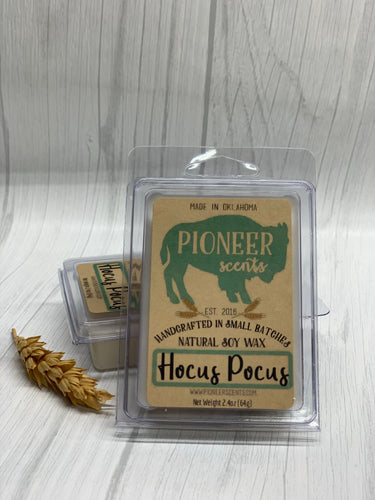 MADE IN OKLAHOMA
PIONEER
scents
EST. 2016
HANDCRAFTED IN SMALL BATCHES
NATURAL SOY WAX
Hocus Pocus
WWW.PIONEERSCENTS.COM
Net Weight 2.4oz (64g)
Hocus Pocus